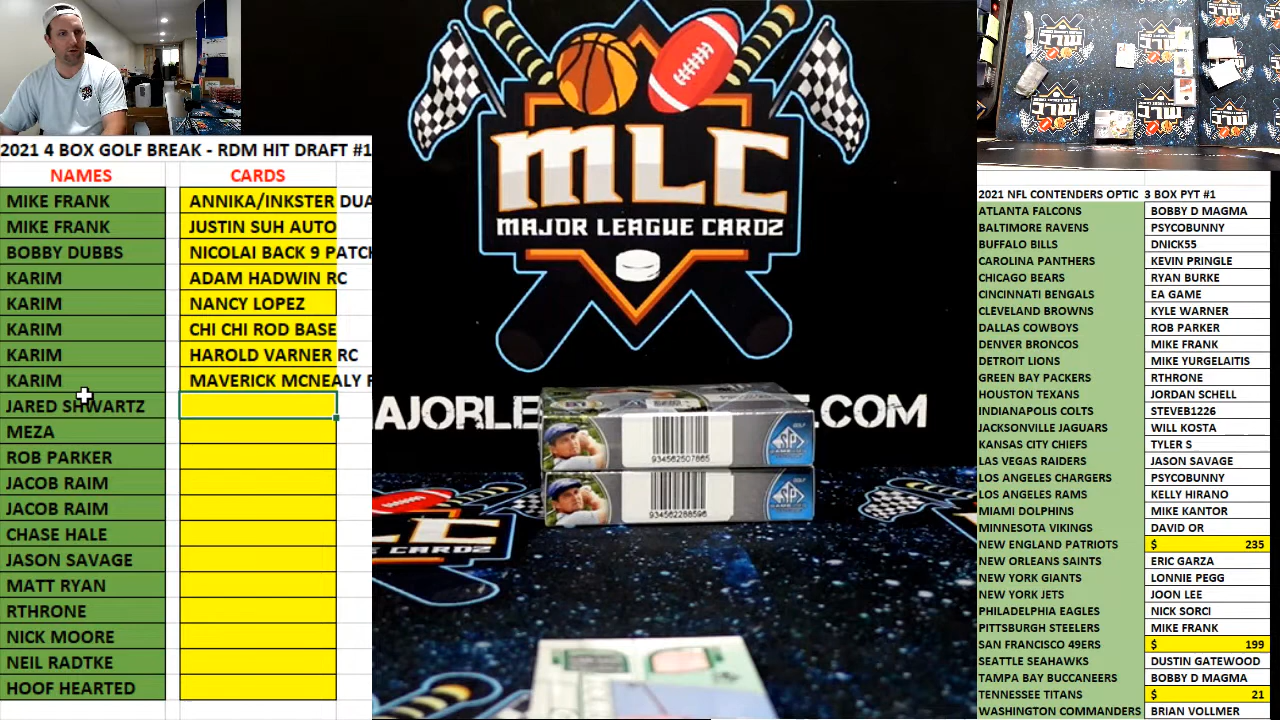 2021 4 BOX GOLF BREAK - RDM HIT DRAFT #1
NAMES CARDS
MIKE FRANK ANNIKA/INKSTER DUA
MIKE FRANK JUSTIN SUH AUTO
BOBBY DUBBS NICOLAI BACK 9 PATCH
KARIM ADAM HADWIN RC
KARIM NANCY LOPEZ
KARIM CHI CHI ROD BASE
KARIM HAROLD VARNER RC
KARIM MAVERICK MCNEALY
JARED SHWARTZ
MEZA
ROB PARKER
JACOB RAIM
JACOB RAIM
CHASE HALE
JASON SAVAGE
MATT RYAN
RTHRONE
NICK MOORE
NEIL RADTKE
HOOF HEARTED
MLC
MAJOR LEAGUE CARDZ
AJORLE E.COM
934562507865
SP
934562288596
SP
LC
CARDZ
2021 NFL CONTENDERS OPTIC 3 BOX PYT #1
ATLANTA FALCONS BOBBY D MAGMA
BALTIMORE RAVENS PSYCOBUNNY
BUFFALO BILLS DNICK55
CAROLINA PANTHERS KEVIN PRINGLE
CHICAGO BEARS RYAN BURKE
CINCINNATI BENGALS EA GAME
CLEVELAND BROWNS KYLE WARNER
DALLAS COWBOYS ROB PARKER
DENVER BRONCOS MIKE FRANK
DETROIT LIONS MIKE YURGELAITIS
GREEN BAY PACKERS RTHRONE
HOUSTON TEXANS JORDAN SCHELL
INDIANAPOLIS COLTS STEVEB1226
JACKSONVILLE JAGUARS WILL KOSTA
KANSAS CITY CHIEFS TYLER S
LAS VEGAS RAIDERS JASON SAVAGE
LOS ANGELES CHARGERS PSYCOBUNNY
LOS ANGELES RAMS KELLY HIRANO
MIAMI DOLPHINS MIKE KANTOR
MINNESOTA VIKINGS DAVID OR
NEW ENGLAND PATRIOTS $ 235
NEW ORLEANS SAINTS ERIC GARZA
NEW YORK GIANTS LONNIE PEGG
NEW YORK JETS JOON LEE
PHILADELPHIA EAGLES NICK SORCI
PITTSBURGH STEELERS MIKE FRANK
SAN FRANCISCO 49ERS $ 199
SEATTLE SEAHAWKS DUSTIN GATEWOOD
TAMPA BAY BUCCANEERS BOBBY D MAGMA
TENNESSEE TITANS $ 21
WASHINGTON COMMANDERS BRIAN VOLLMER